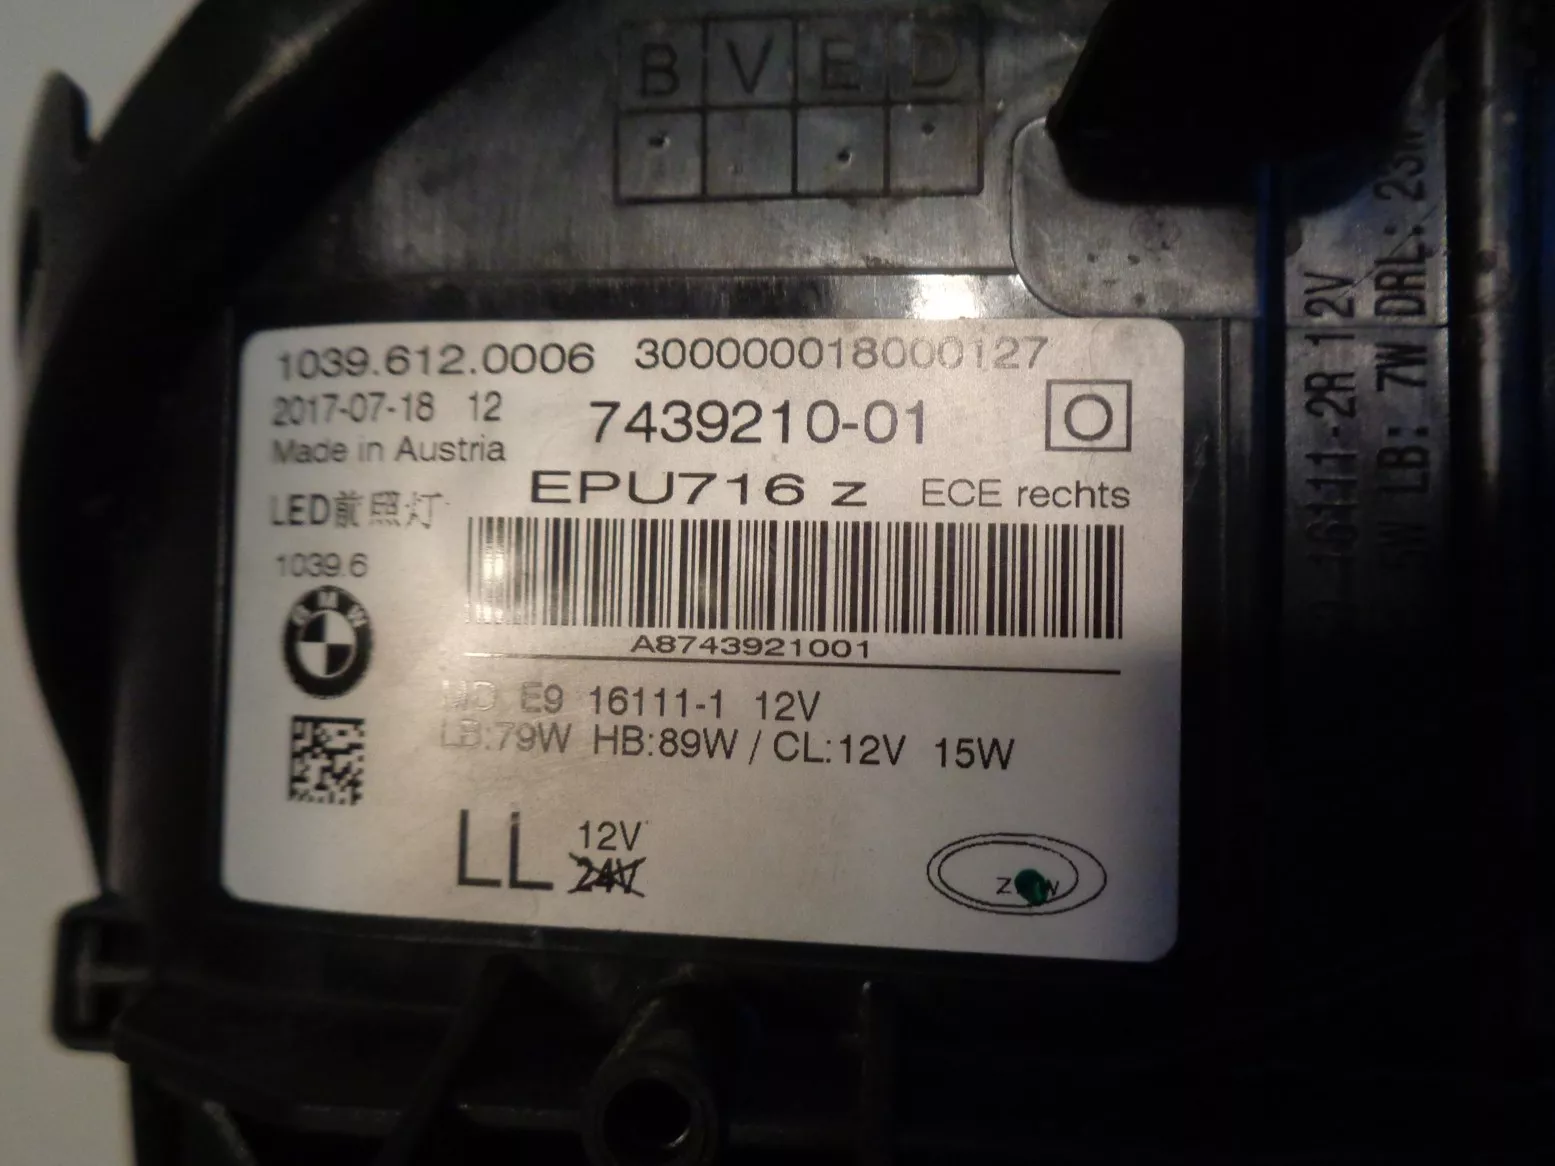 B V E D
1039.612.0006 300000018000127
2017-07-18 12
7439210-01
Made in Austria
EPU716 z ECE rechts
LED前照灯
1039.6
BMW
A8743921001
E9 16111-1 12V
LB:79W HB:89W / CL:12V 15W
LL 12V
24V
16111-2R 12V
LB: 7W DRL: 23